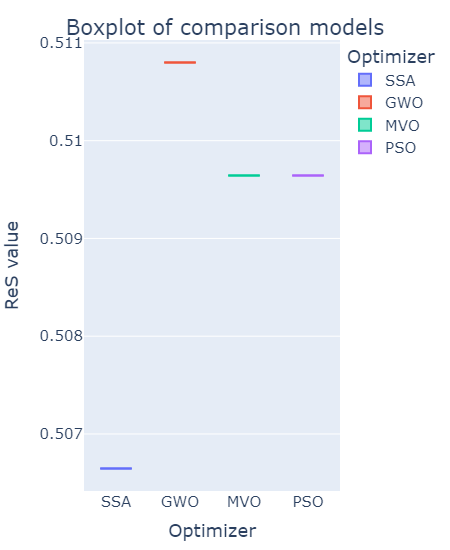 Boxplot of comparison models
0.511
0.51
0.509
0.508
0.507
ReS value
SSA GWO MVO PSO
Optimizer
Optimizer
SSA
GWO
MVO
PSO